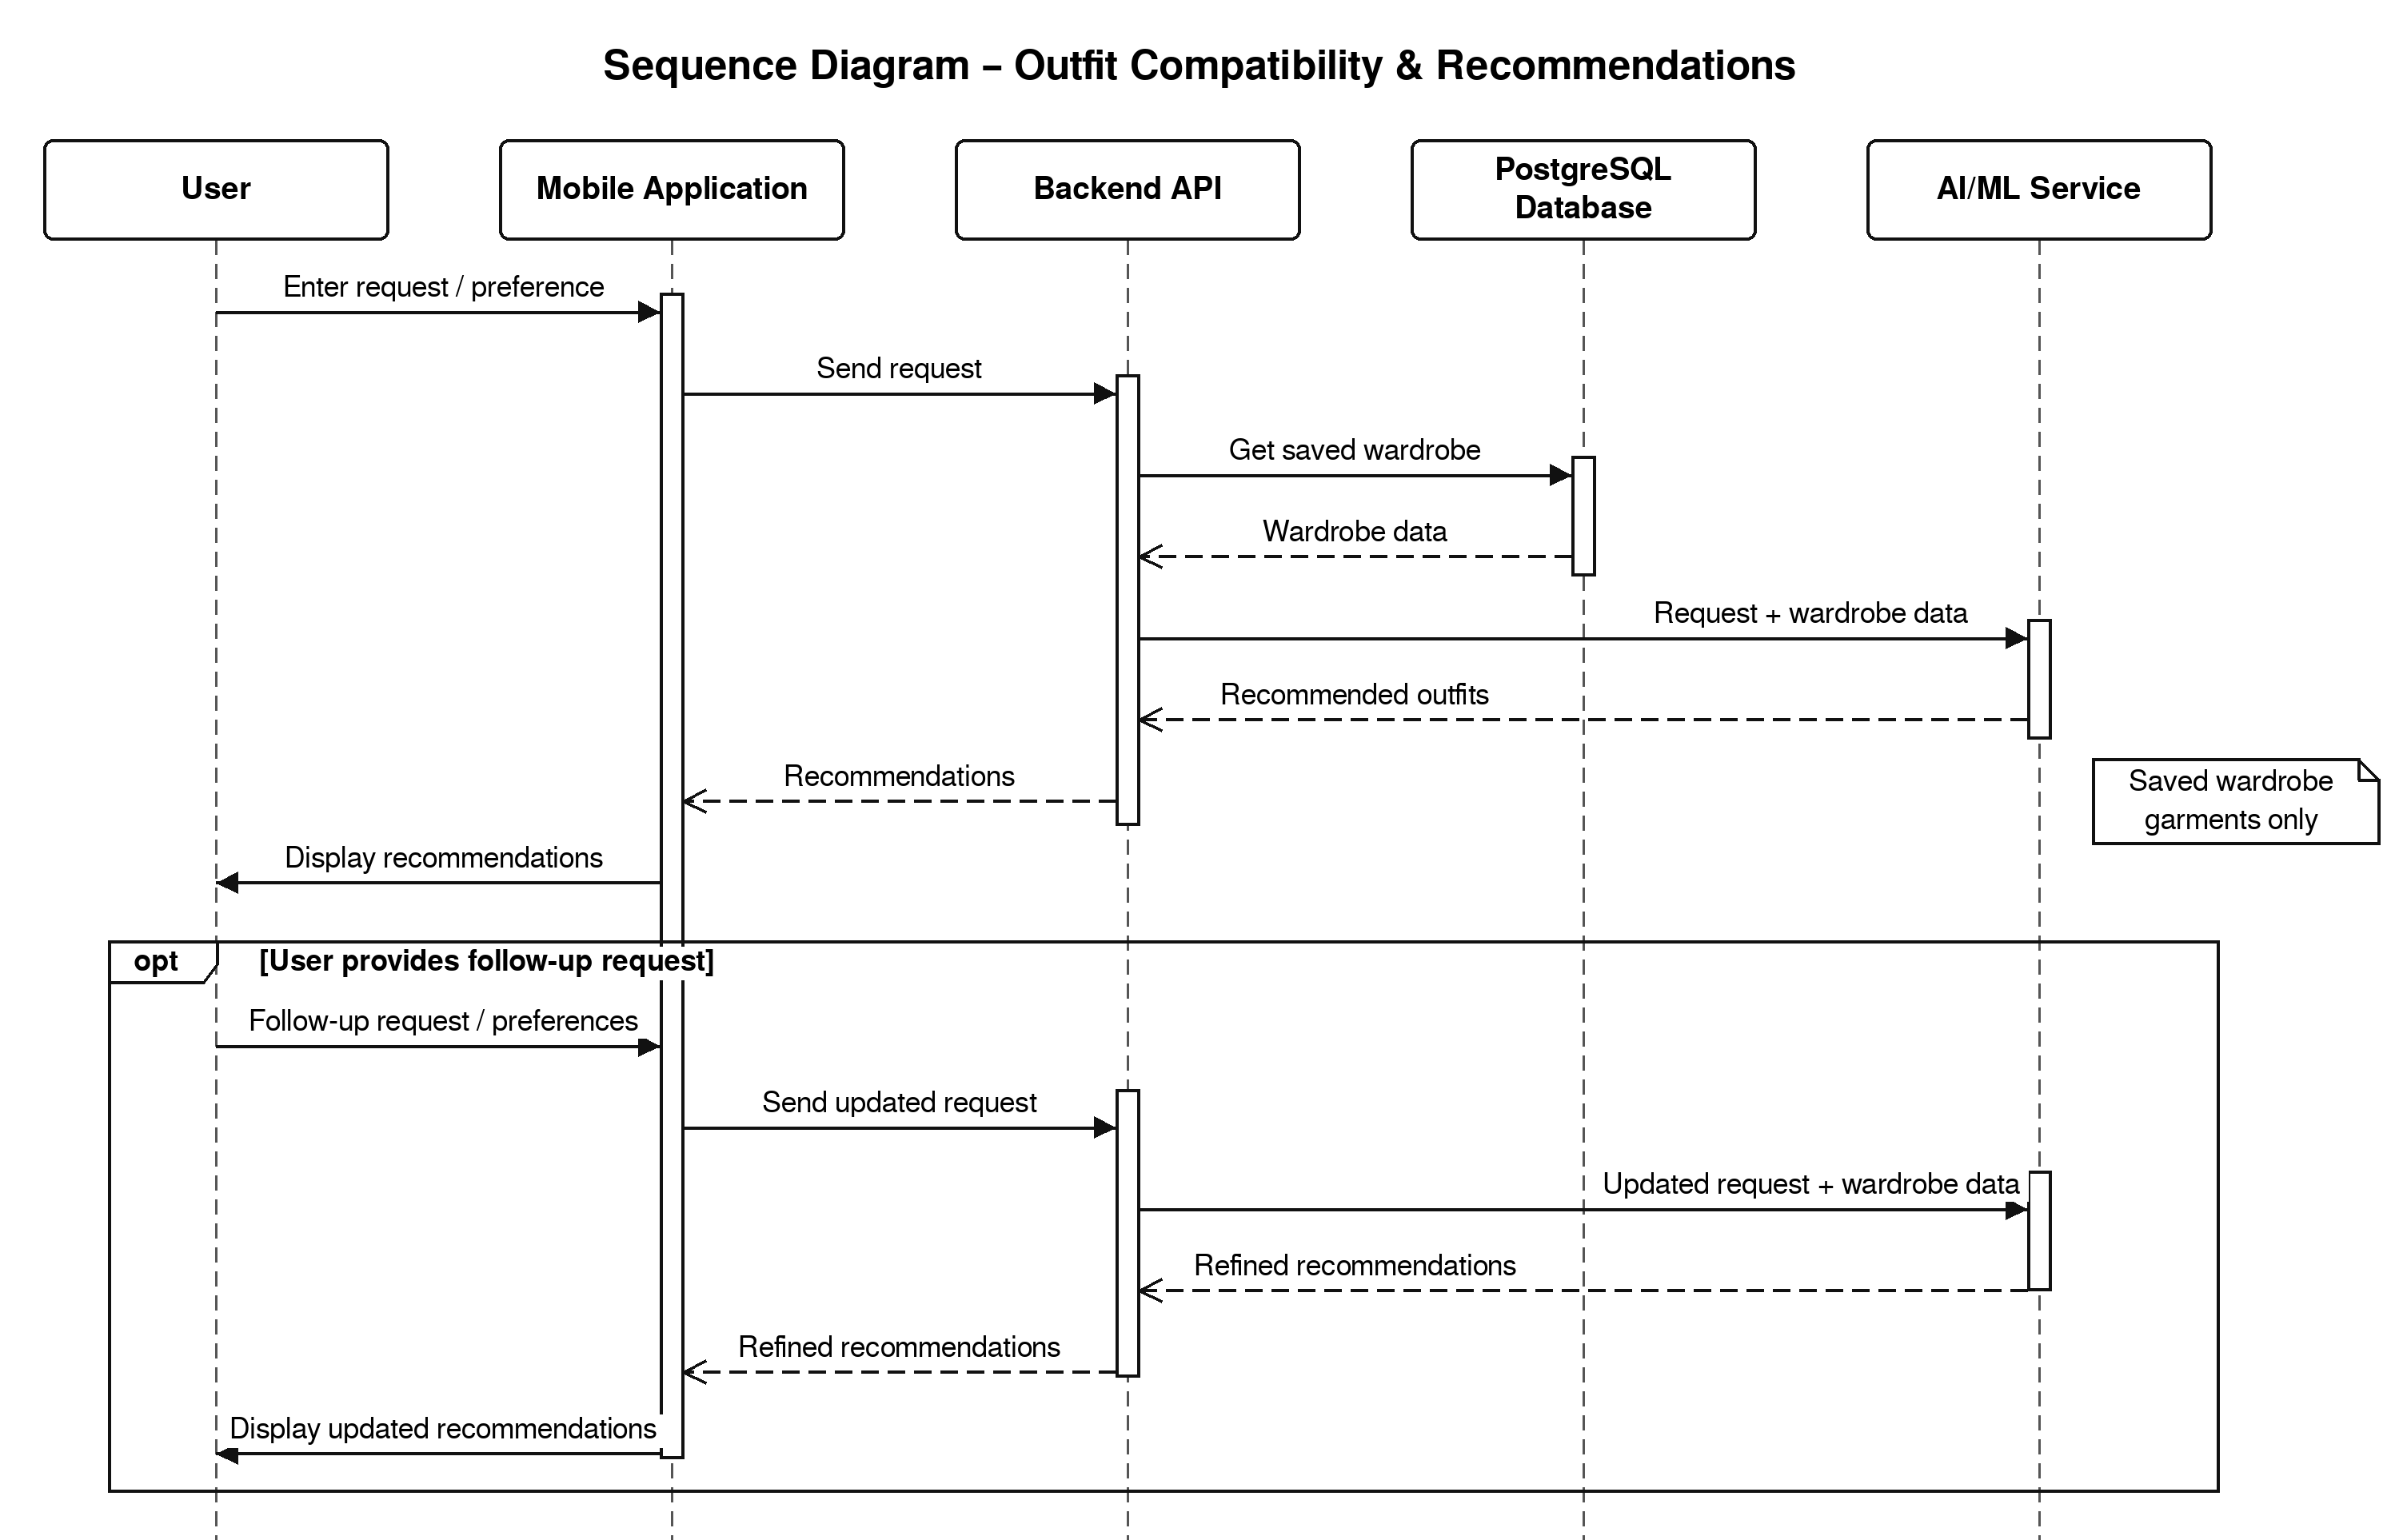 Sequence Diagram – Outfit Compatibility & Recommendations
User
Mobile Application
Backend API
PostgreSQL
Database
AI/ML Service
Enter request / preference
Send request
Get saved wardrobe
Wardrobe data
Request + wardrobe data
Recommended outfits
Recommendations
Saved wardrobe
garments only
Display recommendations
opt
[User provides follow-up request]
Follow-up request / preferences
Send updated request
Updated request + wardrobe data
Refined recommendations
Refined recommendations
Display updated recommendations